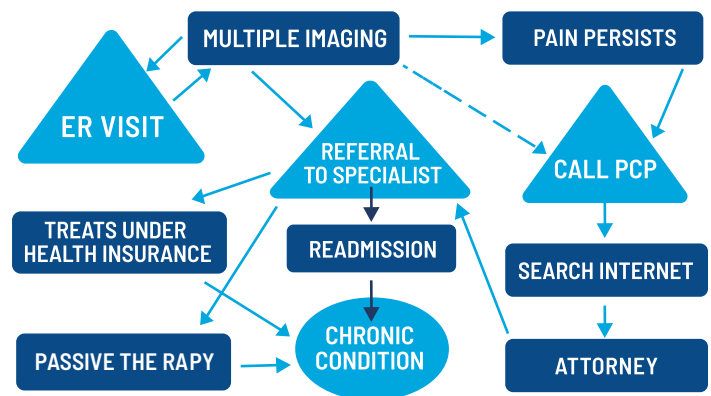 MULTIPLE IMAGING
PAIN PERSISTS
ER VISIT
REFERRAL
TO SPECIALIST
CALL PCP
TREATS UNDER
HEALTH INSURANCE
READMISSION
SEARCH INTERNET
CHRONIC
CONDITION
PASSIVE THE RAPY
ATTORNEY